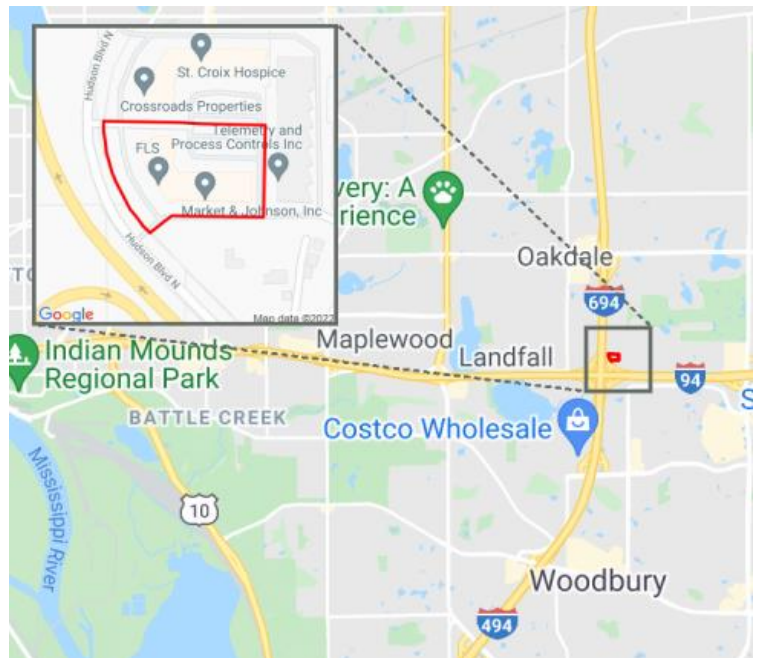 Hudson Blvd N
St. Croix Hospice
Crossroads Properties
Telemetry and
Process Controls Inc
FLS
Market & Johnson, Inc
Hudson Blvd N
Google
Map data ©2022
very: A
rience
Oakdale
694
Maplewood
Landfall
94
Indian Mounds
Regional Park
BATTLE CREEK
Costco Wholesale
S
Mississippi River
10
Woodbury
494